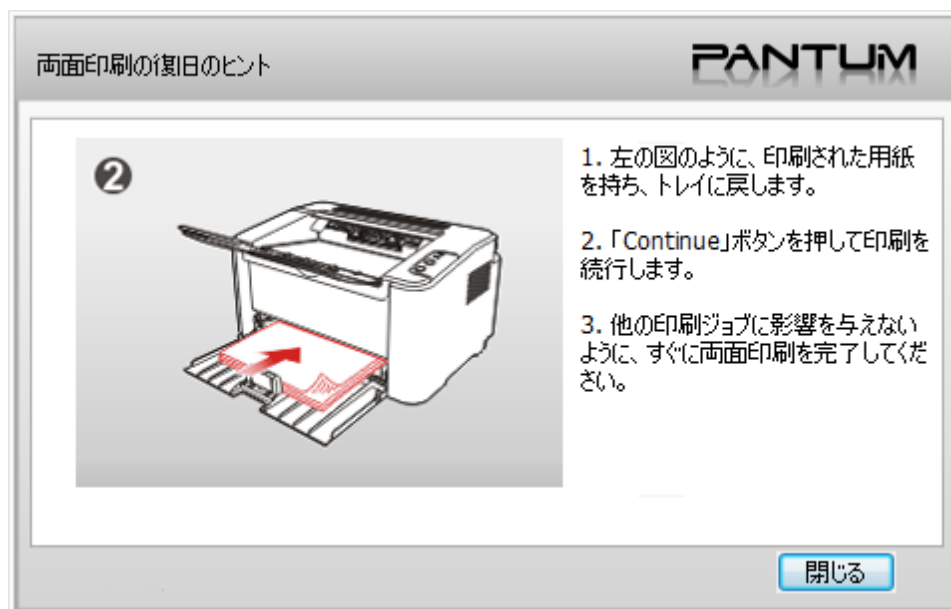 両面印刷の復旧のヒント
PANTUM
2
1. 左の図のように、印刷された用紙
を持ち、トレイに戻します。
2.「Continue」ボタンを押して印刷を
続行します。
3. 他の印刷ジョブに影響を与えない
ように、すぐに両面印刷を完了してくだ
さい。
閉じる